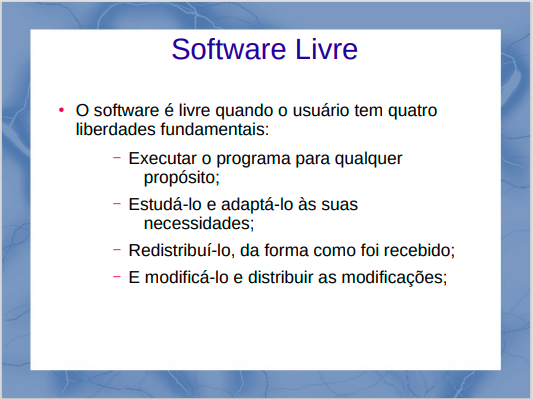 Software Livre
• O software é livre quando o usuário tem quatro
liberdades fundamentais:
– Executar o programa para qualquer
propósito;
– Estudá-lo e adaptá-lo às suas
necessidades;
– Redistribuí-lo, da forma como foi recebido;
– E modificá-lo e distribuir as modificações;